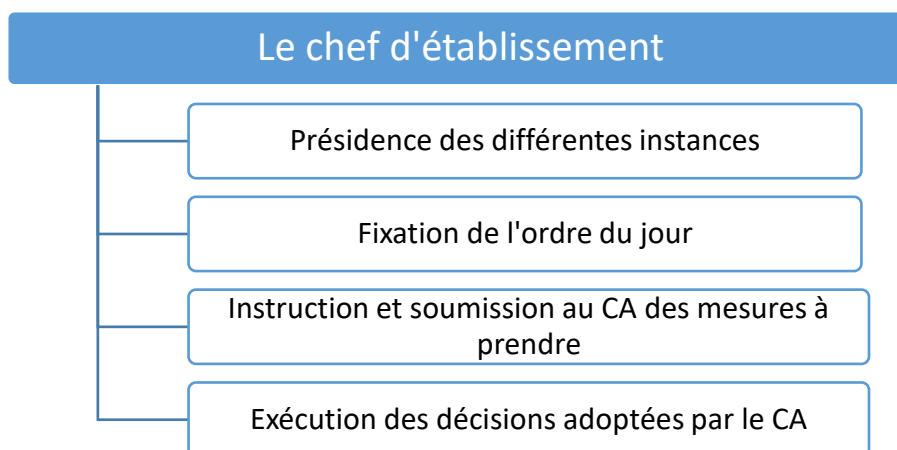 Le chef d'établissement
Présidence des différentes instances
Fixation de l'ordre du jour
Instruction et soumission au CA des mesures à
prendre
Exécution des décisions adoptées par le CA